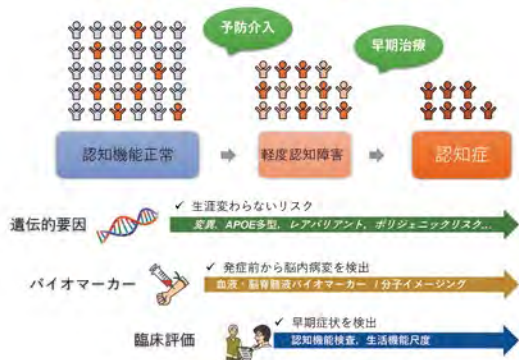 予防介入
早期治療
認知機能正常
軽度認知障害
認知症
遺伝的要因
✓ 生涯変わらないリスク
変異, APOE多型, レアバリアント, ポリジェニックリスク...
バイオマーカー
✓ 発症前から脳内病変を検出
血液・脳脊髄液バイオマーカー / 分子イメージング
臨床評価
✓ 早期症状を検出
認知機能検査, 生活機能尺度